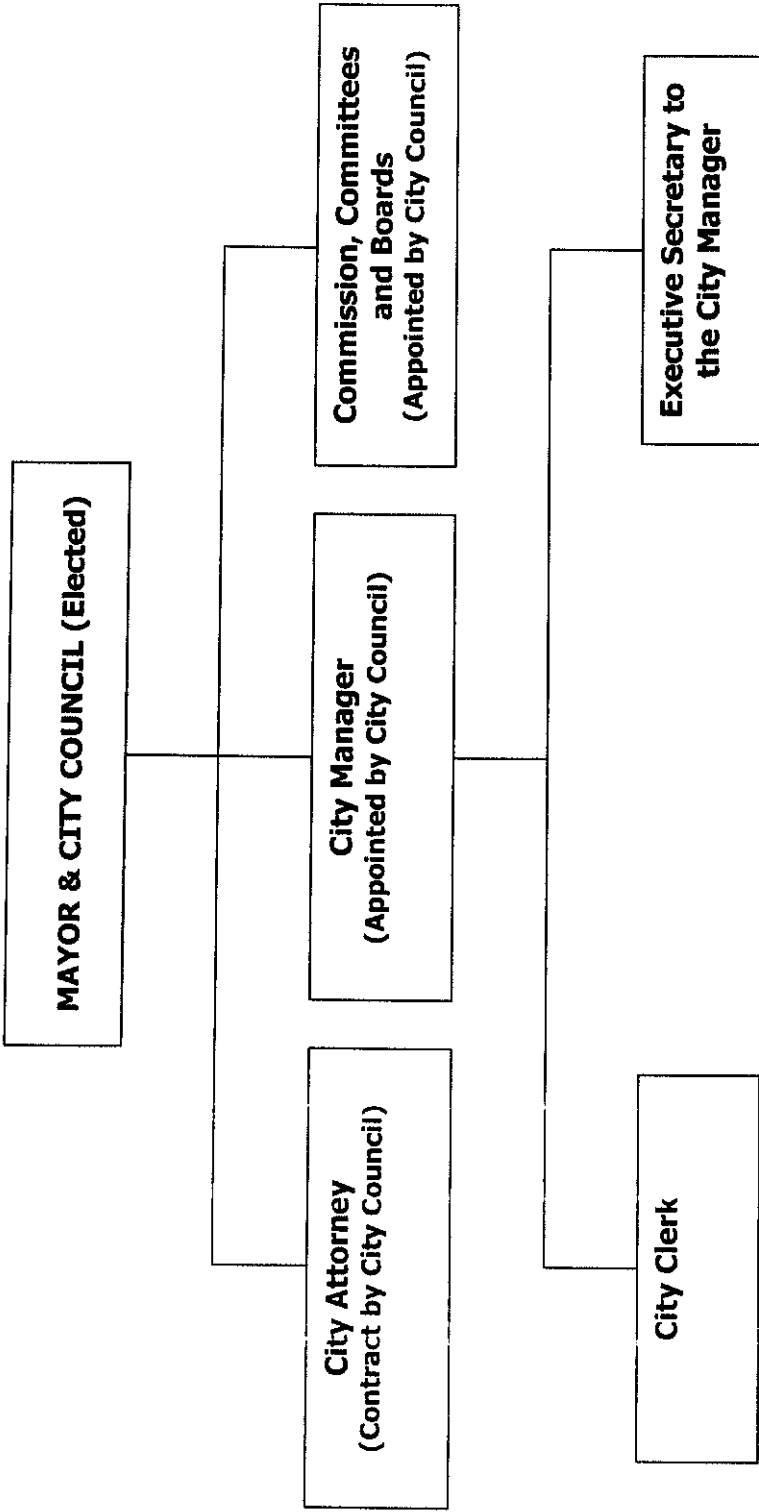 MAYOR & CITY COUNCIL (Elected)
City Attorney
(Contract by City Council)
City Manager
(Appointed by City Council)
Commission, Committees
and Boards
(Appointed by City Council)
City Clerk
Executive Secretary to
the City Manager